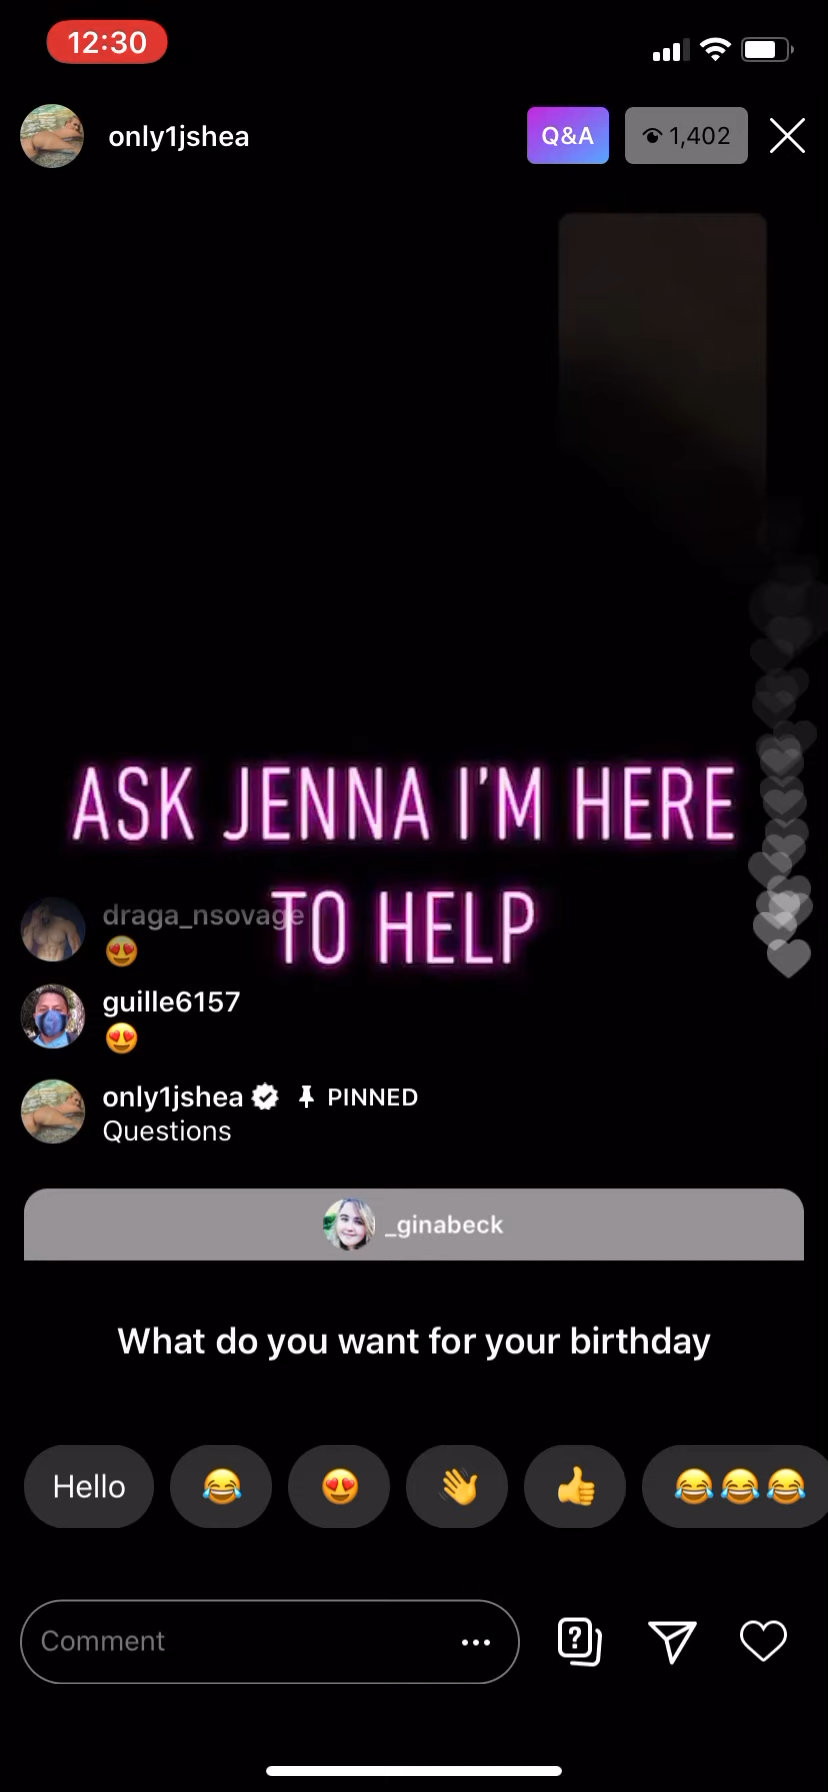 12:30
only1jshea
Q&A
1,402
ASK JENNA I'M HERE
TO HELP
draga_nsovage
guille6157
only1jshea PINNED
Questions
_ginabeck
What do you want for your birthday
Hello
Comment